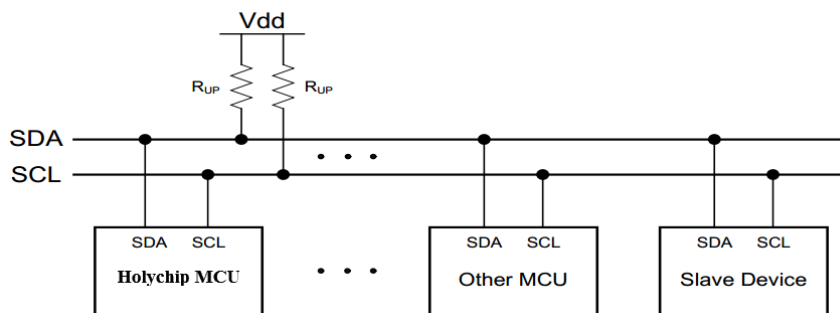 Vdd
RUP RUP
SDA
SCL
SDA SCL SDA SCL SDA SCL
Holychip MCU Other MCU Slave Device